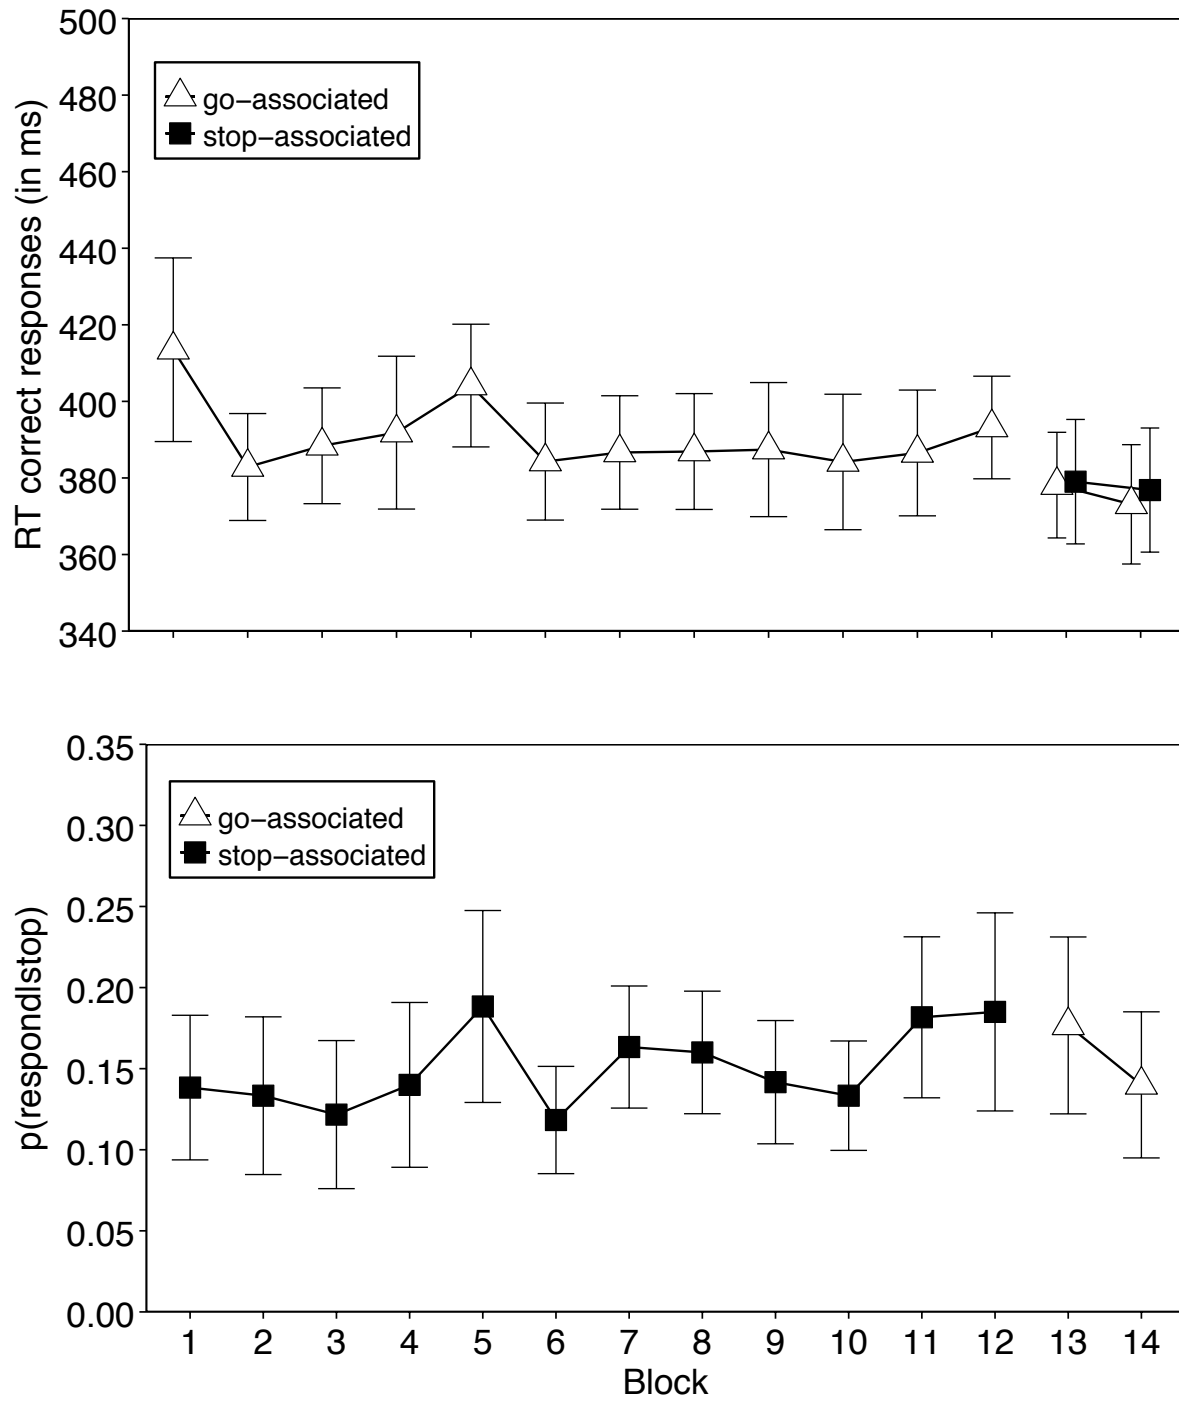 500
480
460
440
420
400
380
360
340
RT correct responses (in ms)
go−associated
stop−associated
0.35
0.30
0.25
0.20
0.15
0.10
0.05
0.00
p(respond|stop)
go−associated
stop−associated
1 2 3 4 5 6 7 8 9 10 11 12 13 14
Block